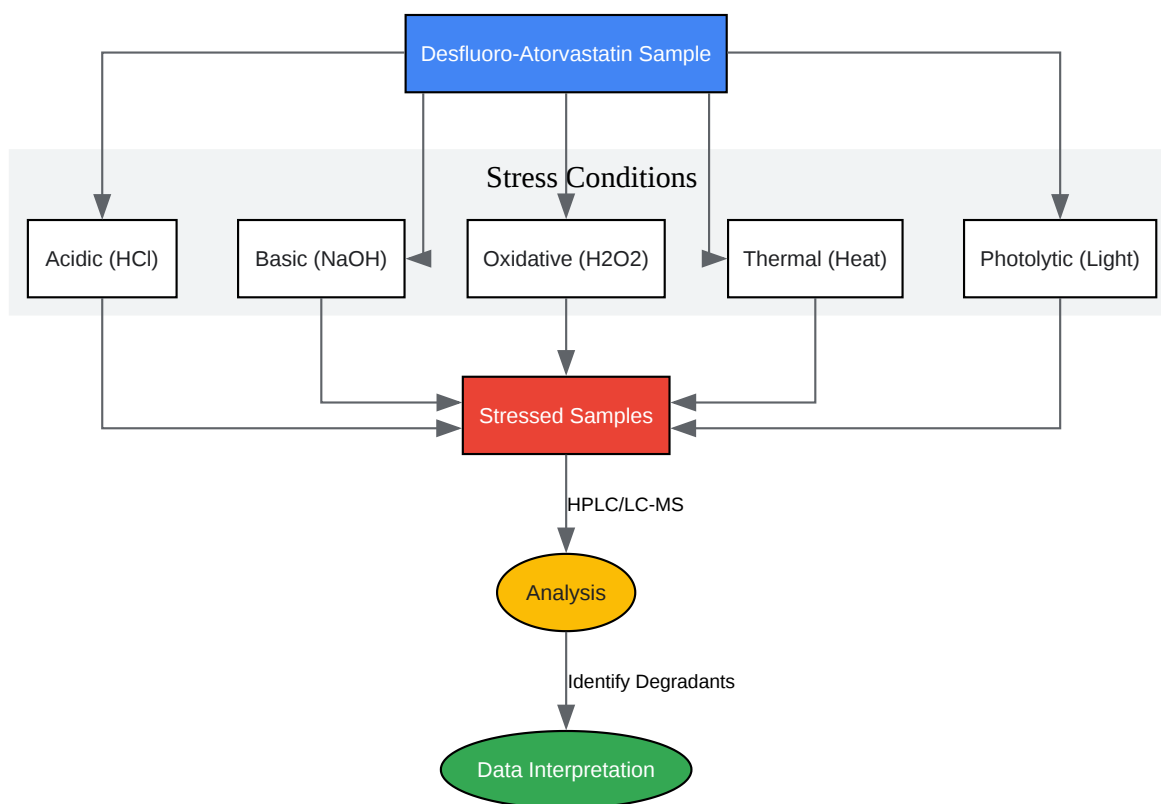 Desfluoro-Atorvastatin Sample
Stress Conditions
Acidic (HCl)
Basic (NaOH)
Oxidative (H2O2)
Thermal (Heat)
Photolytic (Light)
Stressed Samples
HPLC/LC-MS
Analysis
Identify Degradants
Data Interpretation